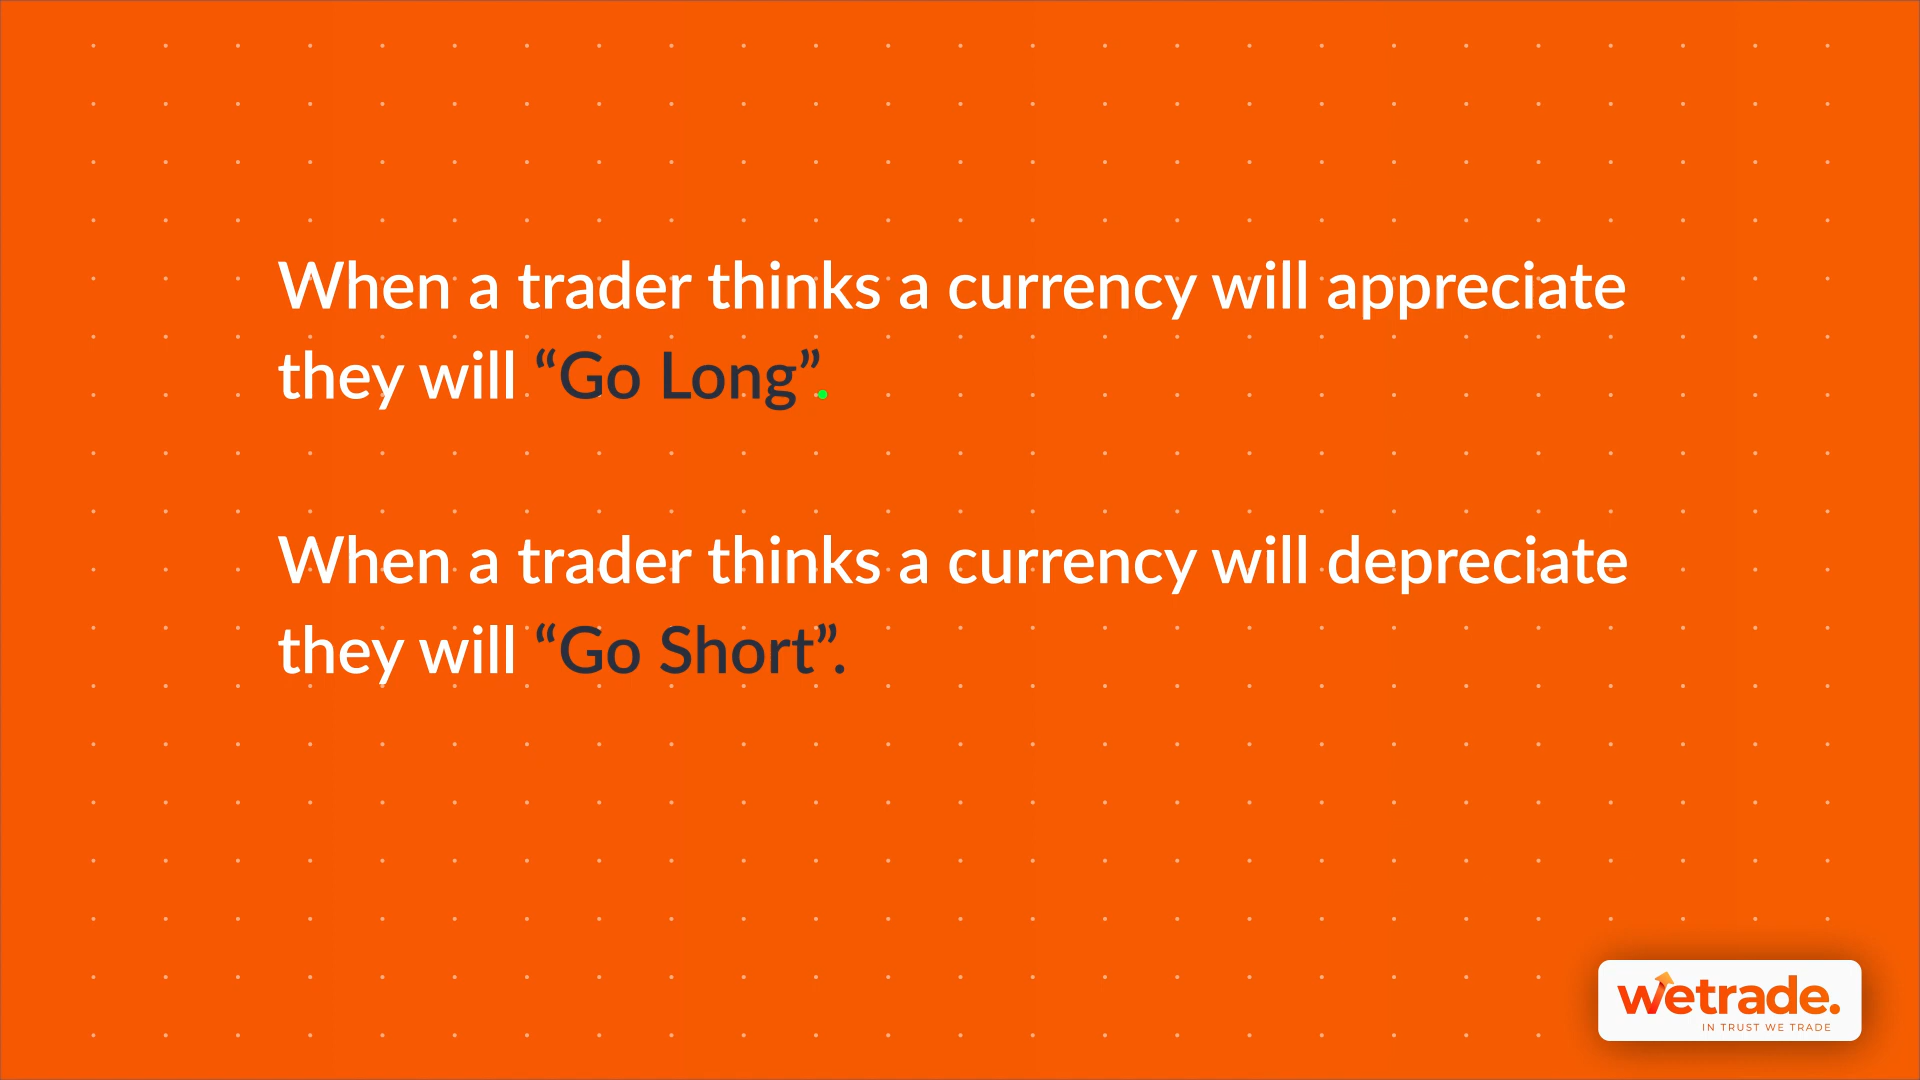 When a trader thinks a currency will appreciate
they will “Go Long”.
When a trader thinks a currency will depreciate
they will “Go Short”.
wetrade.
IN TRUST WE TRADE